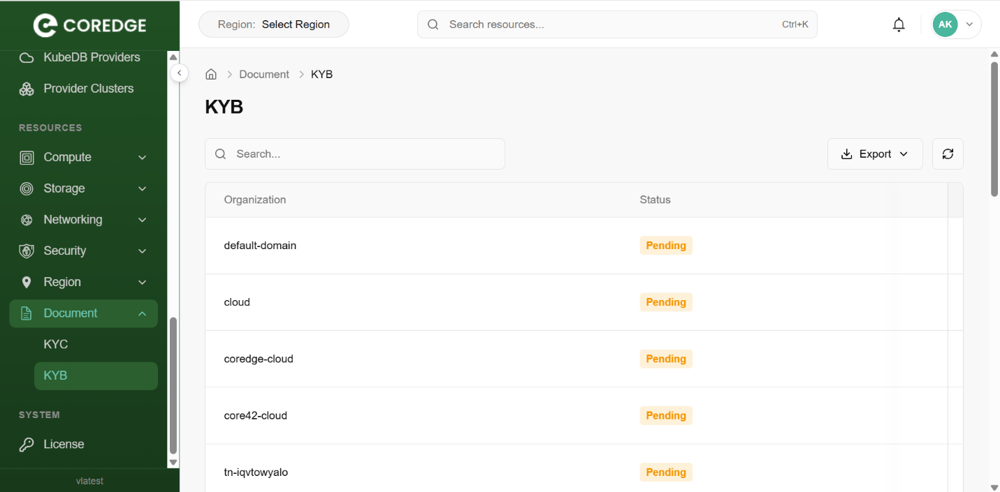 COREDGE
Region: Select Region
Search resources...
Ctrl+K
AK
KubeDB Providers
Provider Clusters
RESOURCES
Compute
Storage
Networking
Security
Region
Document
KYC
KYB
SYSTEM
License
vlatest
Document
KYB
KYB
Search...
Export
Organization Status
default-domain Pending
cloud Pending
coredge-cloud Pending
core42-cloud Pending
tn-iqvtowyalo Pending